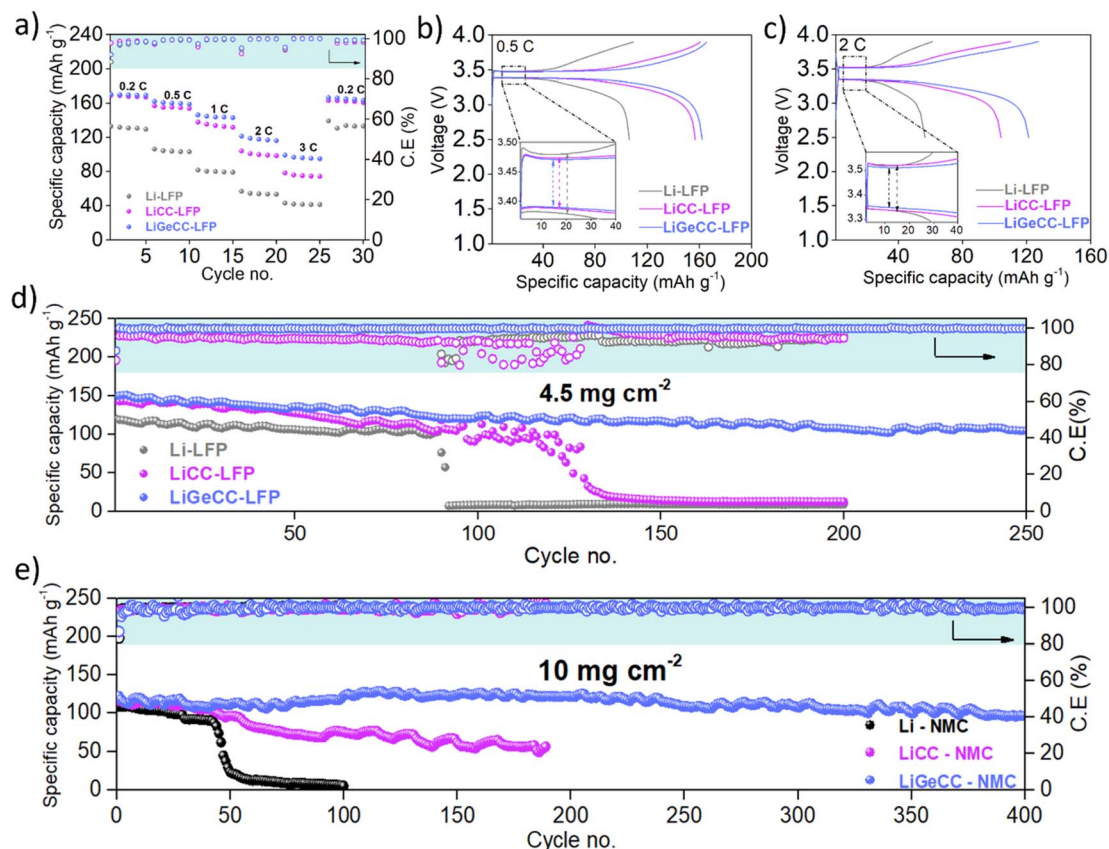 a)
240
200
160
120
80
40
0
Specific capacity (mAh g⁻¹)
0.2 C
0.5 C
1 C
2 C
3 C
0.2 C
Li-LFP
LiCC-LFP
LiGeCC-LFP
100
80
60
40
20
0
C.E (%)
5 10 15 20 25 30
Cycle no.
b)
0.5 C
4.0
3.5
3.0
2.5
2.0
1.5
1.0
Voltage (V)
3.50
3.40
10 20 30 40
Li-LFP
LiCC-LFP
LiGeCC-LFP
40 80 120 160 200
Specific capacity (mAh g⁻¹)
c)
2 C
4.0
3.5
3.0
2.5
2.0
1.5
1.0
Voltage (V)
3.5
3.5
3.4
3.3
10 20 30 40
Li-LFP
LiCC-LFP
LiGeCC-LFP
40 80 120 160
Specific capacity (mAh g⁻¹)
d)
250
200
150
100
50
0
Specific capacity (mAh g⁻¹)
4.5 mg cm⁻²
Li-LFP
LiCC-LFP
LiGeCC-LFP
100
80
60
40
20
0
C.E(%)
50 100 150 200 250
Cycle no.
e)
250
200
150
100
50
0
Specific capacity (mAh g⁻¹)
10 mg cm⁻²
Li - NMC
LiCC - NMC
LiGeCC - NMC
100
80
60
40
20
0
C.E (%)
0 50 100 150 200 250 300 350 400
Cycle no.